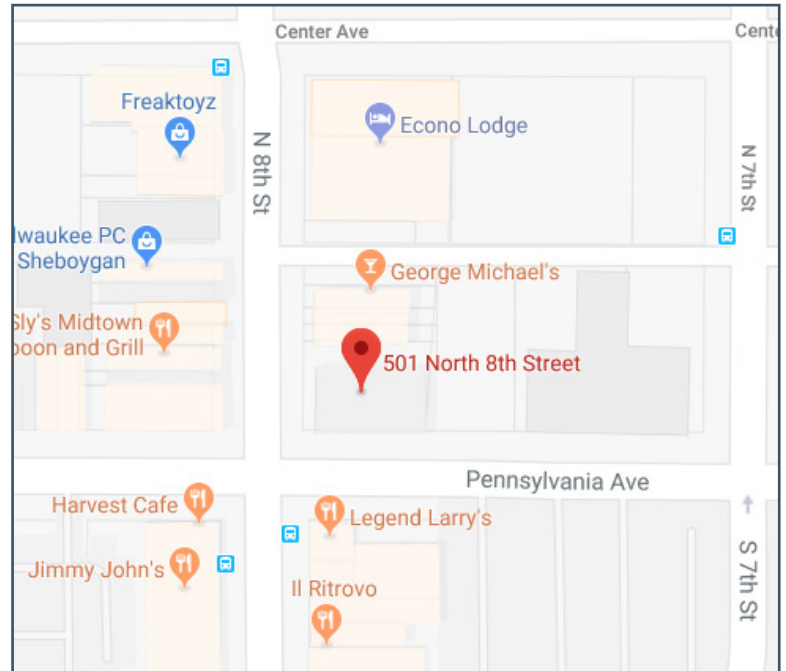 Center Ave
Cente
Freaktoyz
Econo Lodge
N 8th St
N 7th St
lwaukee PC
Sheboygan
George Michael's
Sly's Midtown
oon and Grill
501 North 8th Street
Pennsylvania Ave
Harvest Cafe
Legend Larry's
Jimmy John's
S 7th St
Il Ritrovo